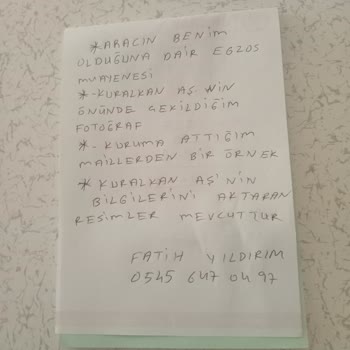 *ARACIN BENİM
OLDUĞUNA DAİR EGZOS
MUAYENESİ
*-KURALKAN AŞ'NİN
ÖNÜNDE ÇEKİLDİĞİM
FOTOĞRAF
*- KURUMA ATTIĞIM
MAİLLERDEN BİR ÖRNEK
* KURALKAN AŞ'NİN
BİLGİLERİNİ AKTARAN
RESİMLER MEVCUTTUR
FATİH YILDIRIM
0545 647 04 97